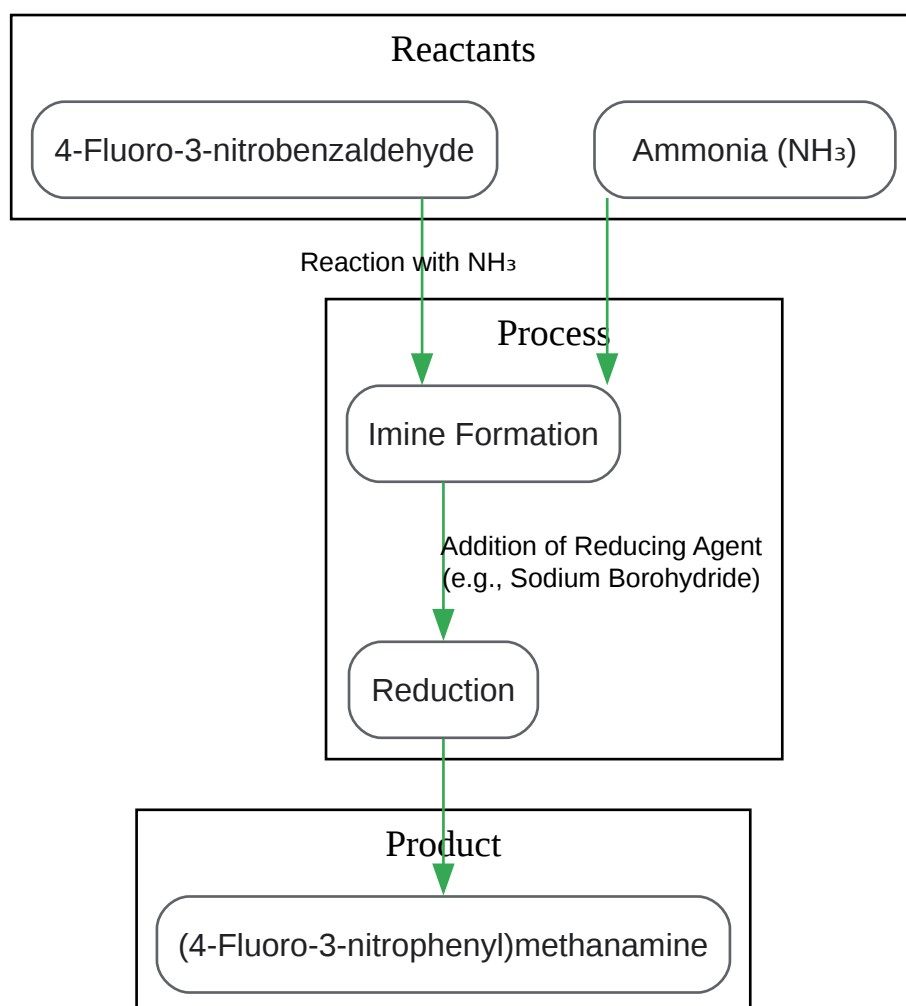 Reactants
4-Fluoro-3-nitrobenzaldehyde
Ammonia (NH₃)
Reaction with NH₃
Process
Imine Formation
Addition of Reducing Agent
(e.g., Sodium Borohydride)
Reduction
Product
(4-Fluoro-3-nitrophenyl)methanamine